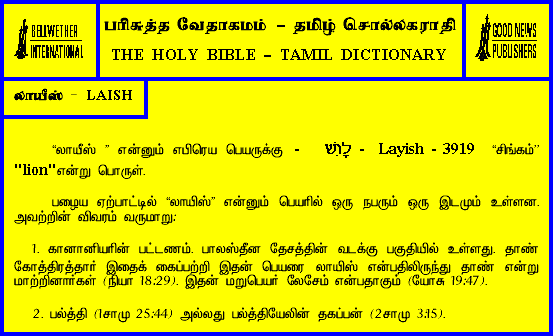 BELLWETHER
INTERNATIONAL
பரிசுத்த வேதாகமம் – தமிழ் சொல்லகராதி
THE HOLY BIBLE – TAMIL DICTIONARY
GOOD NEWS
PUBLISHERS
லாயீஸ் – LAISH
“லாயீஸ் ” என்னும் எபிரெய பெயருக்கு - לָיִשׁ - Layish - 3919 “சிங்கம்”
"lion"என்று பொருள்.
பழைய ஏற்பாட்டில் “லாயிஸ்” என்னும் பெயரில் ஒரு நபரும் ஒரு இடமும் உள்ளன.
அவற்றின் விவரம் வருமாறு:
1. கானானியரின் பட்டணம். பாலஸ்தீன தேசத்தின் வடக்கு பகுதியில் உள்ளது. தாண்
கோத்திரத்தார் இதைக் கைப்பற்றி இதன் பெயரை லாயிஸ் என்பதிலிருந்து தாண் என்று
மாற்றினார்கள் (நியா 18:29). இதன் மறுபெயர் லேசேம் என்பதாகும் (யோசு 19:47).
2. பல்த்தி (1சாமு 25:44) அல்லது பல்த்தியேலின் தகப்பன் (2சாமு 3:15).